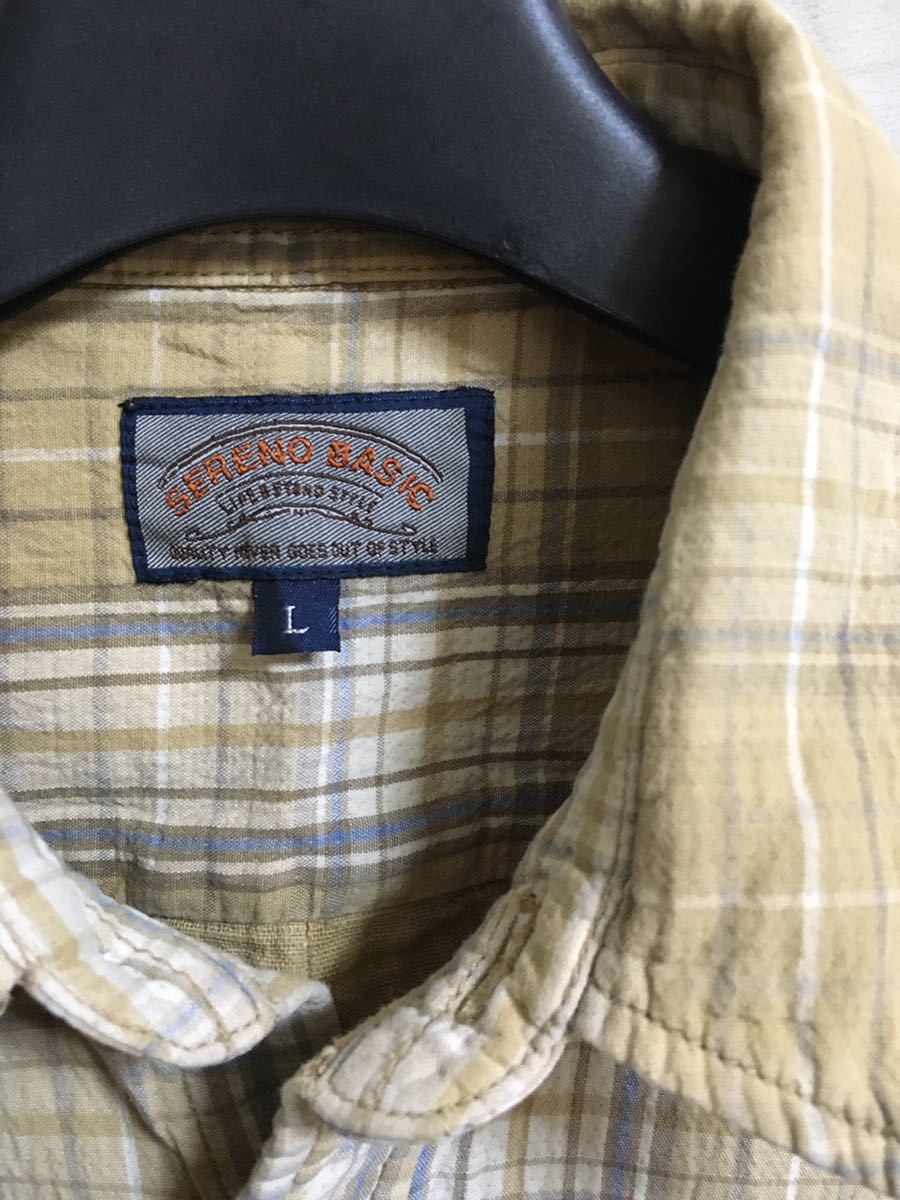 SERENO BASIC
LIFE BEYOND STYLE
QUALITY NEVER GOES OUT OF STYLE
L